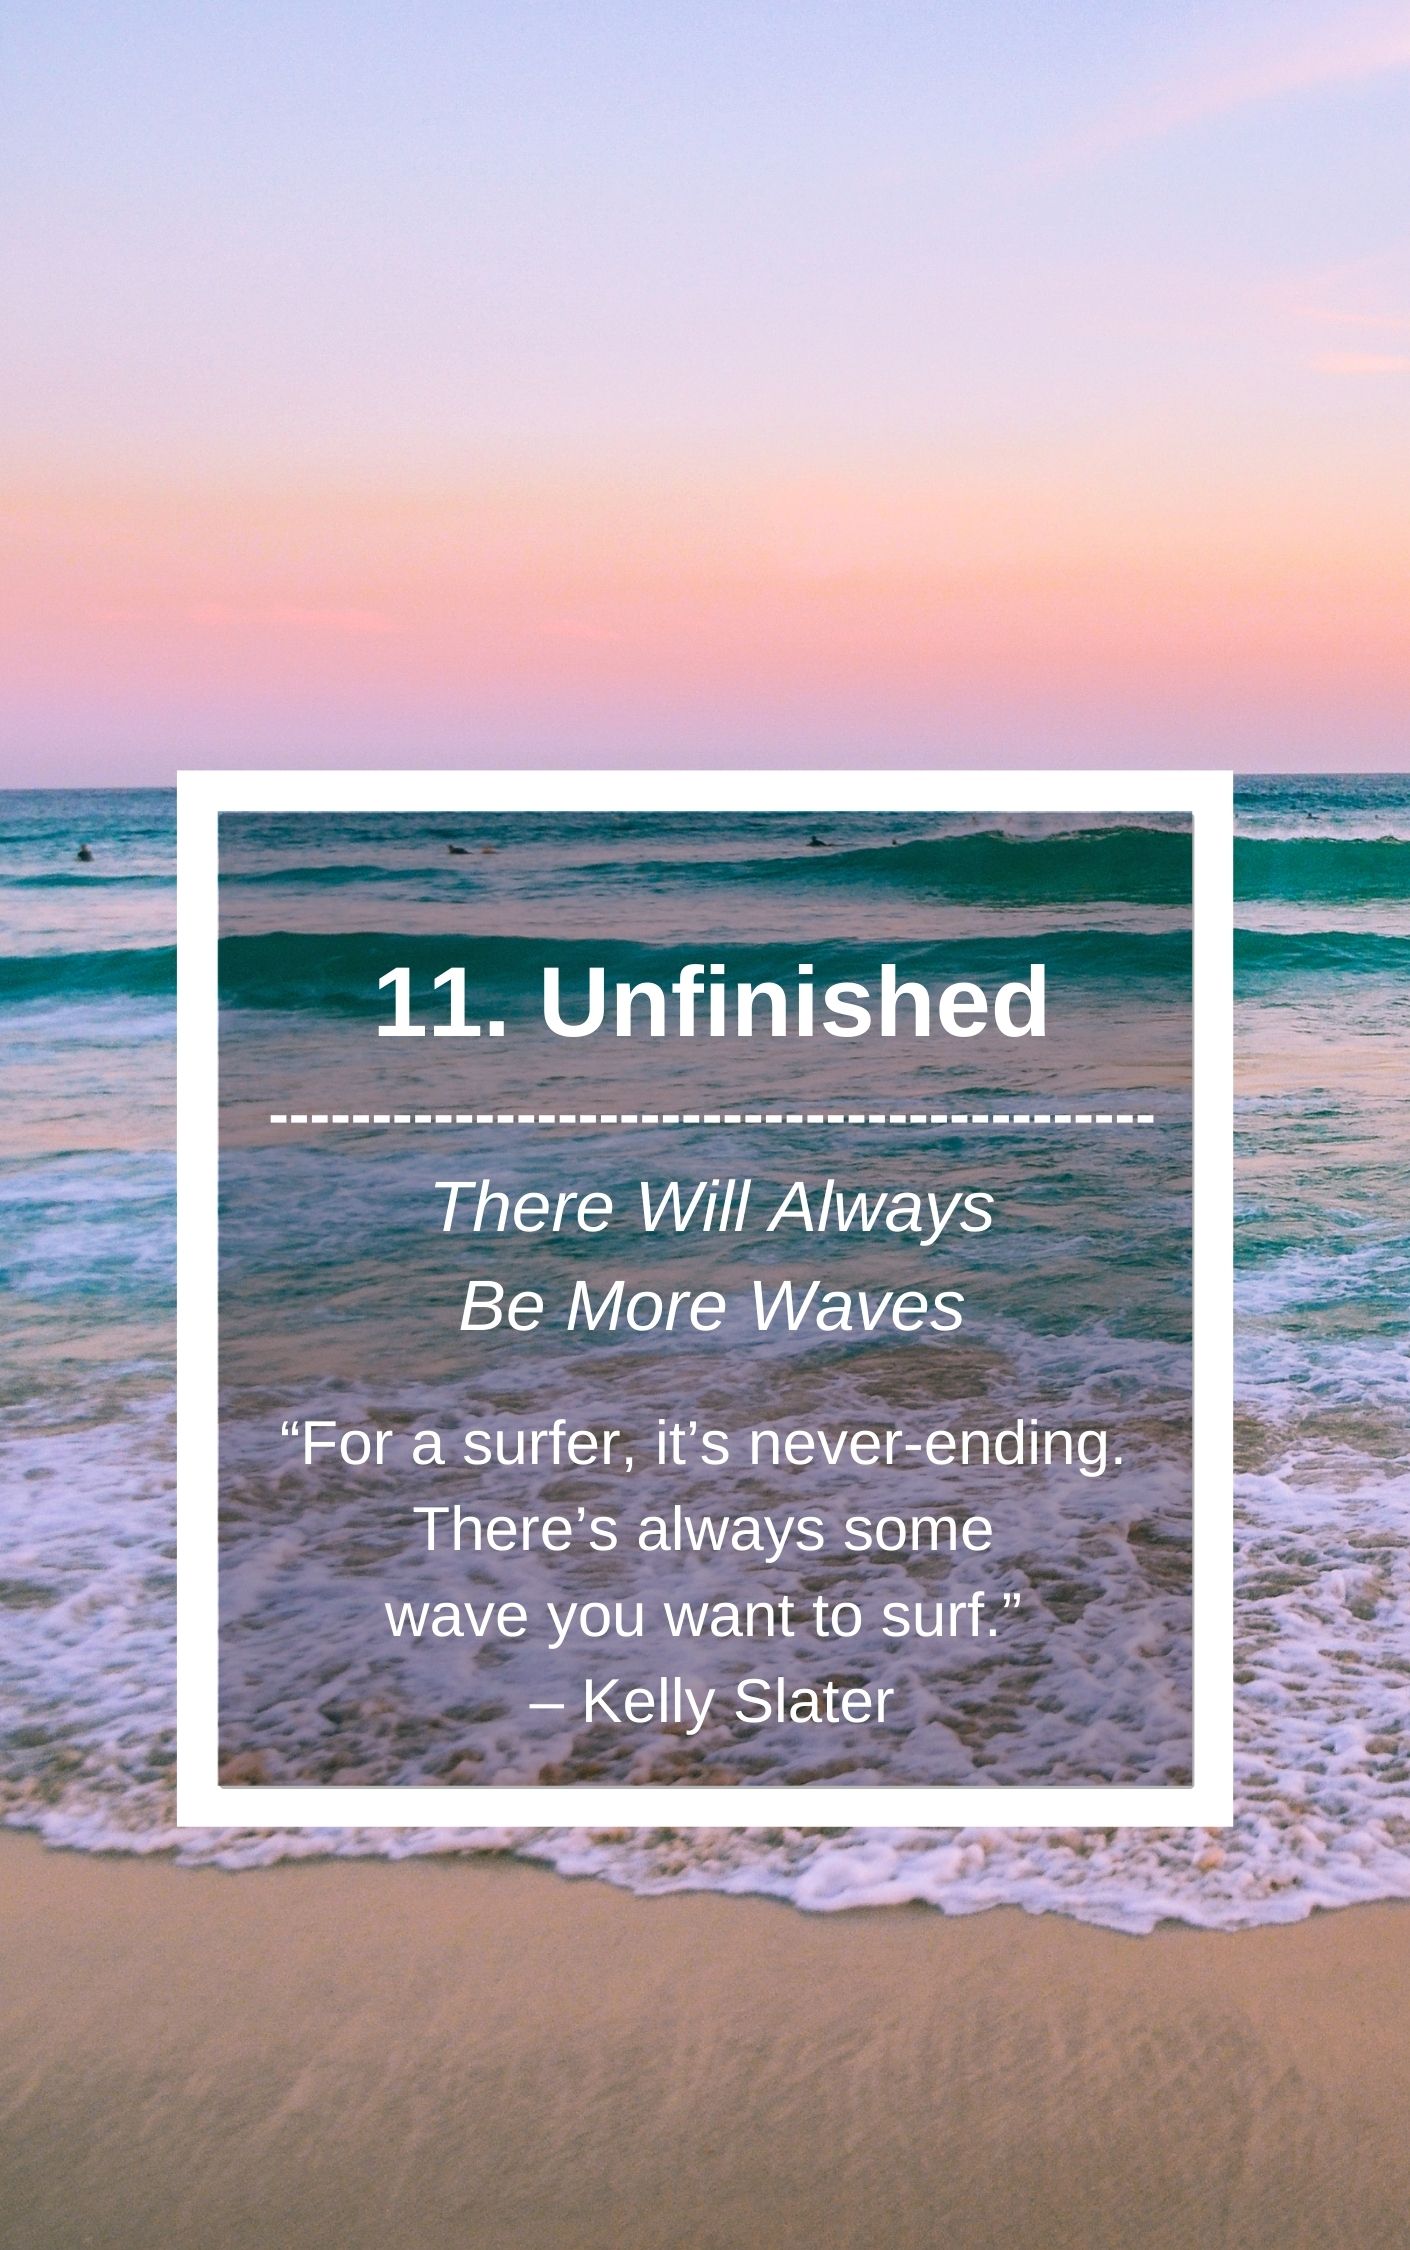 11. Unfinished
-------------------------------------------
There Will Always
Be More Waves
“For a surfer, it’s never-ending.
There’s always some
wave you want to surf.”
– Kelly Slater